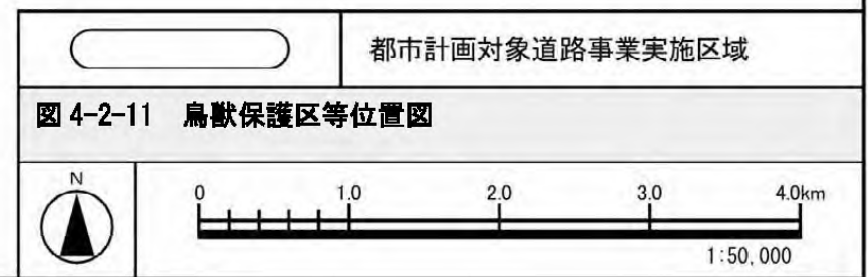 都市計画対象道路事業実施区域
図 4-2-11 鳥獣保護区等位置図
N
0 1.0 2.0 3.0 4.0km
1:50,000